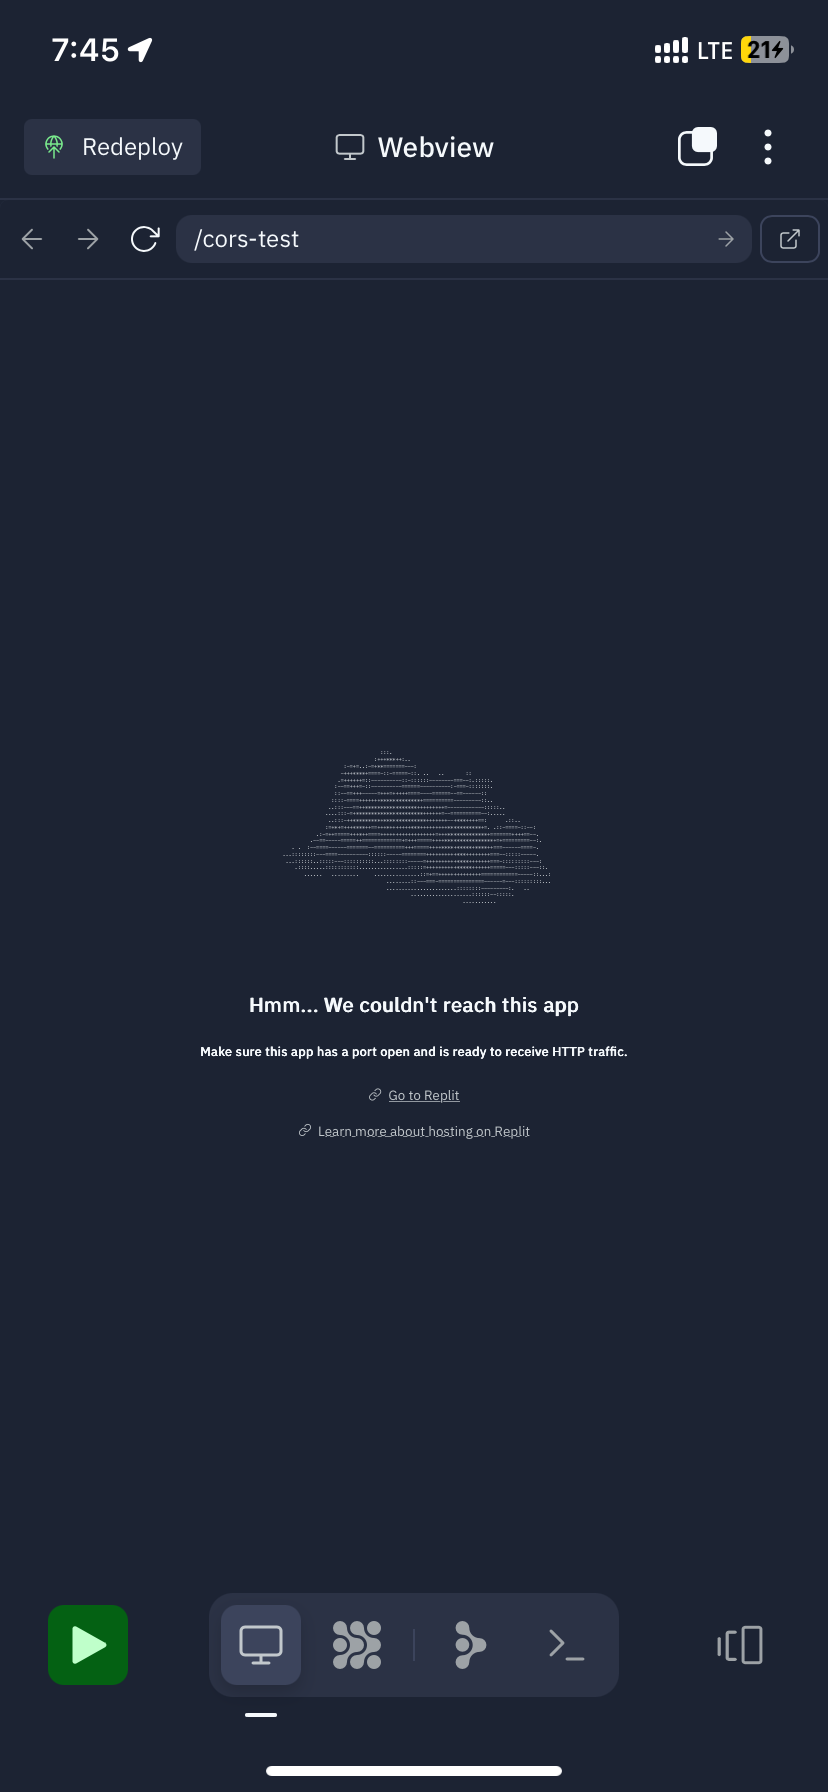 7:45 LTE 21
Redeploy Webview
/cors-test
Hmm... We couldn't reach this app
Make sure this app has a port open and is ready to receive HTTP traffic.
Go to Replit
Learn more about hosting on Replit